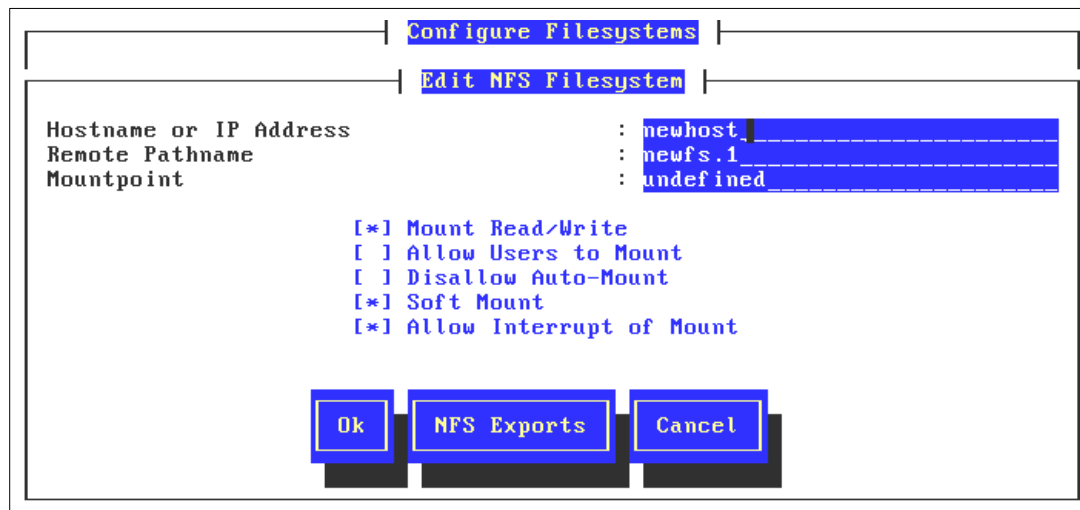 Configure Filesystems
Edit NFS Filesystem
Hostname or IP Address : newhost
Remote Pathname : newfs.1
Mountpoint : undefined
[*] Mount Read/Write
[ ] Allow Users to Mount
[ ] Disallow Auto-Mount
[*] Soft Mount
[*] Allow Interrupt of Mount
Ok NFS Exports Cancel